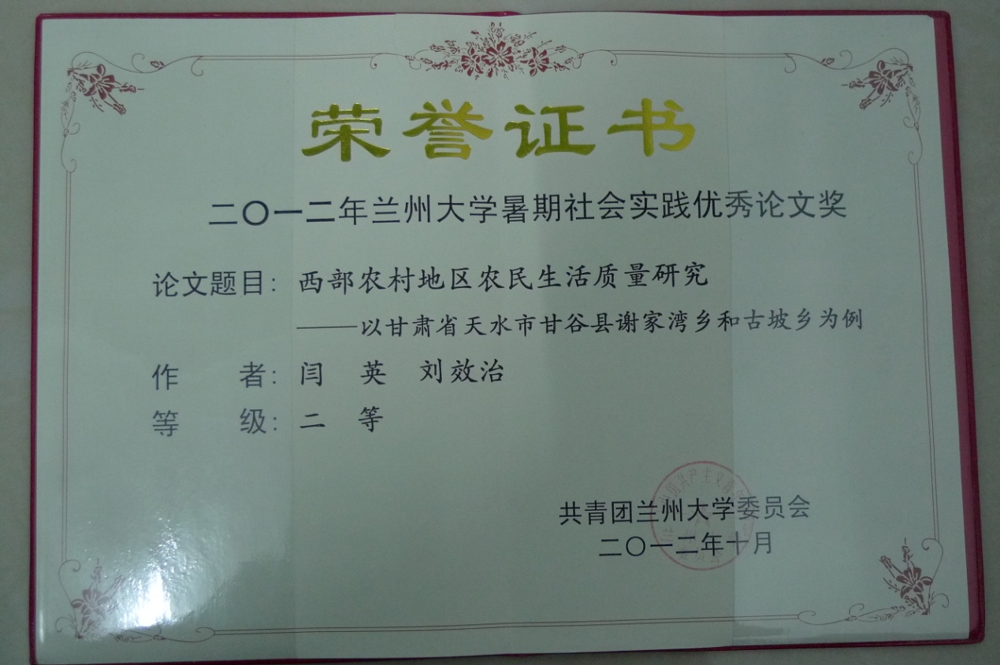 荣誉证书
二〇一二年兰州大学暑期社会实践优秀论文奖
论文题目：西部农村地区农民生活质量研究
——以甘肃省天水市甘谷县谢家湾乡和古坡乡为例
作者：闫英 刘效治
等级：二等
共青团兰州大学委员会
二〇一二年十月